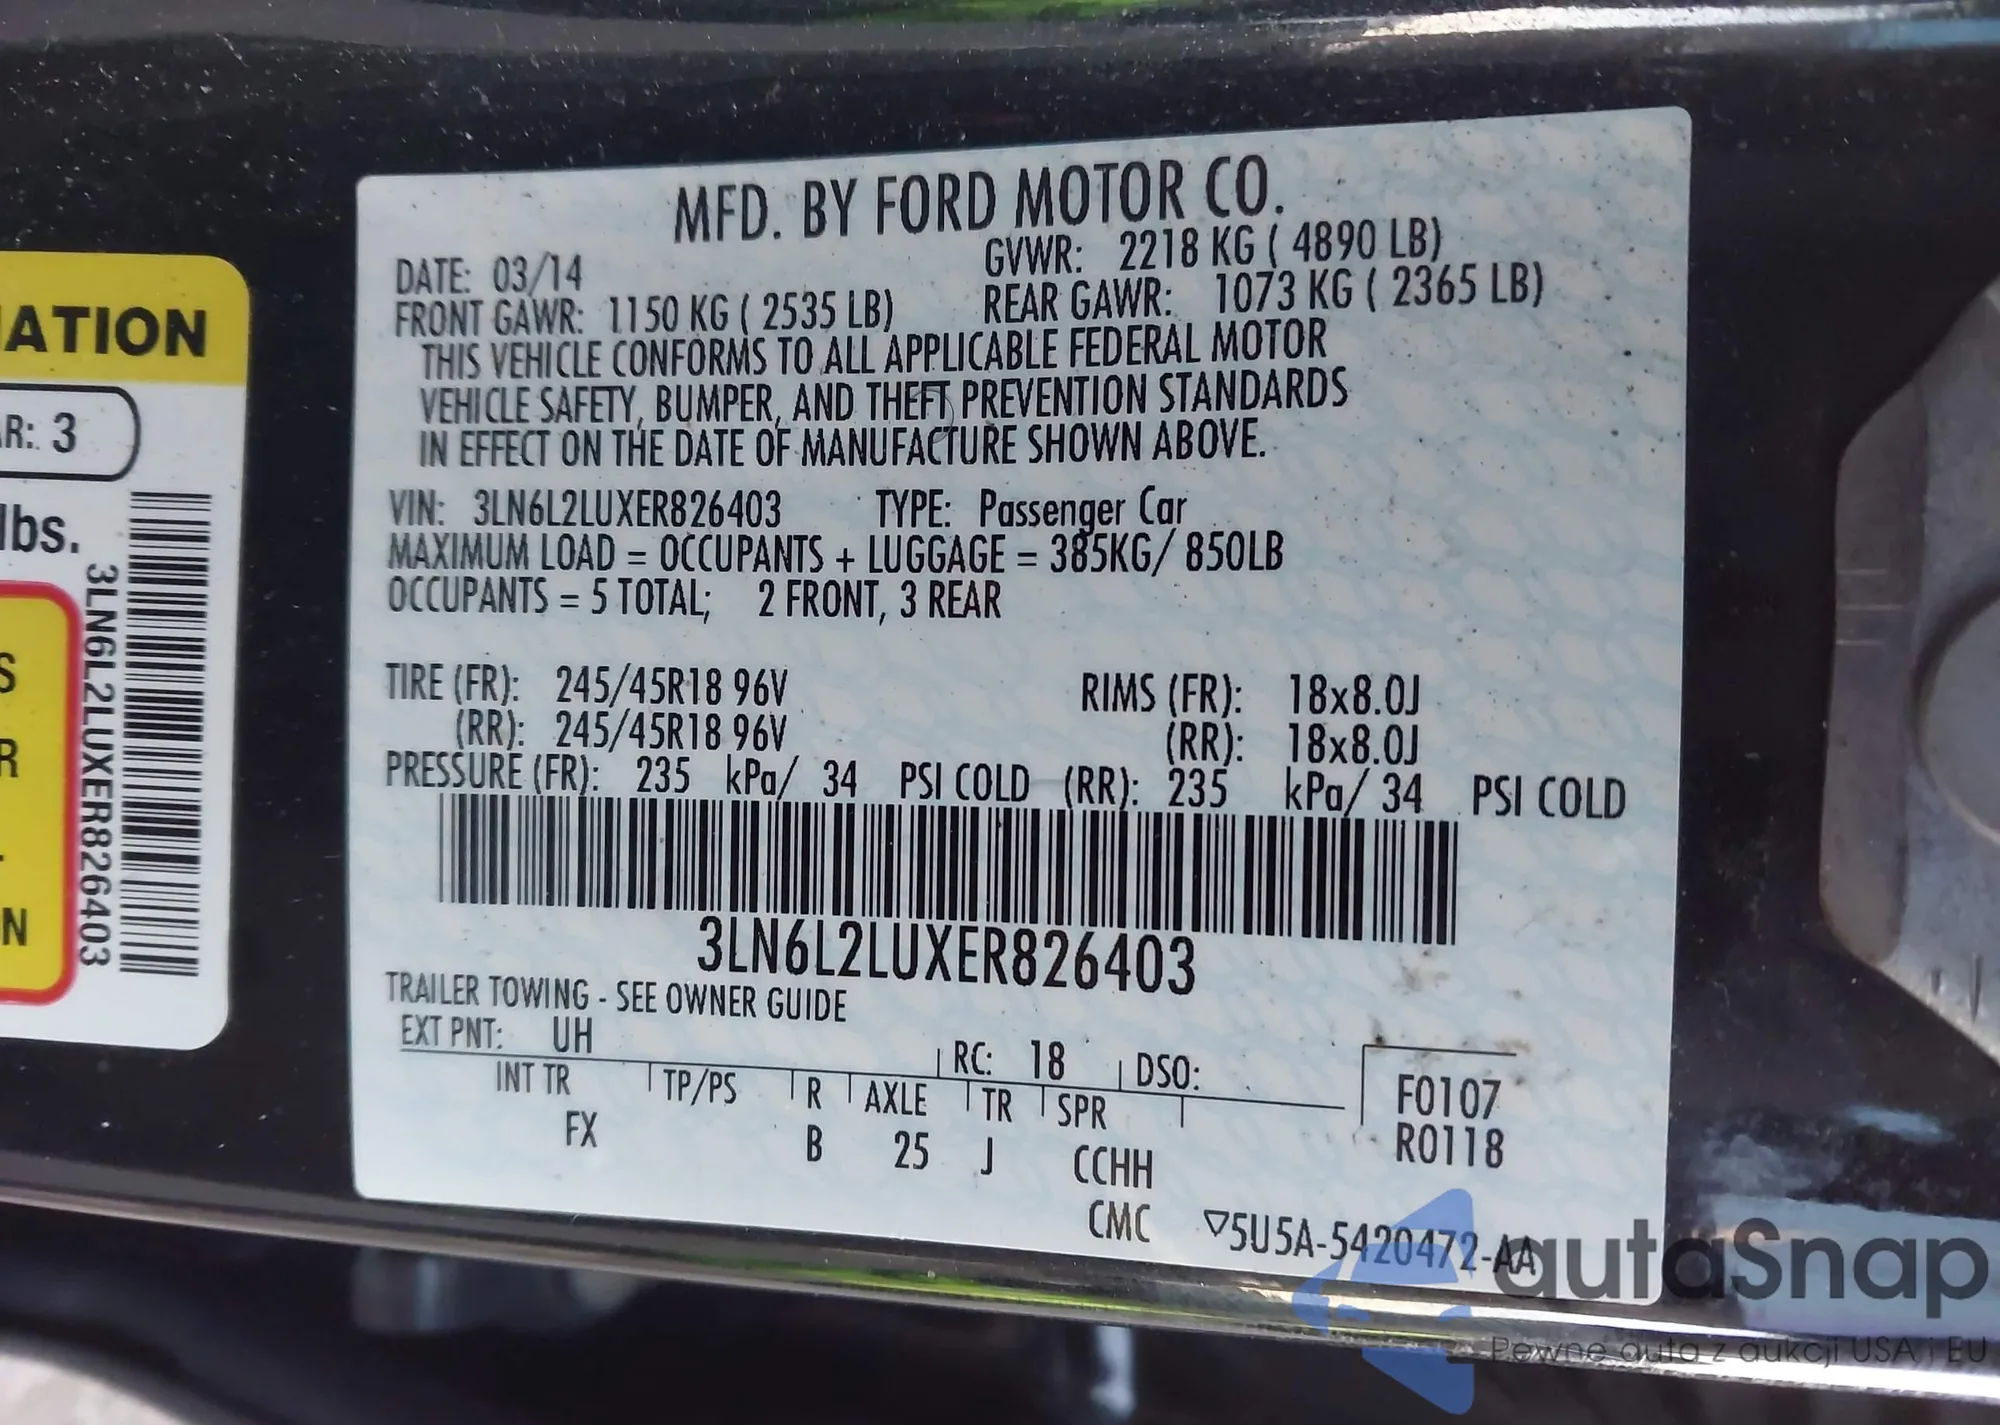 MFD. BY FORD MOTOR CO.
DATE: 03/14 GVWR: 2218 KG ( 4890 LB)
FRONT GAWR: 1150 KG ( 2535 LB) REAR GAWR: 1073 KG ( 2365 LB)
THIS VEHICLE CONFORMS TO ALL APPLICABLE FEDERAL MOTOR
VEHICLE SAFETY, BUMPER, AND THEFT PREVENTION STANDARDS
IN EFFECT ON THE DATE OF MANUFACTURE SHOWN ABOVE.
VIN: 3LN6L2LUXER826403 TYPE: Passenger Car
MAXIMUM LOAD = OCCUPANTS + LUGGAGE = 385KG/ 850LB
OCCUPANTS = 5 TOTAL; 2 FRONT, 3 REAR
TIRE (FR): 245/45R18 96V RIMS (FR): 18x8.0J
(RR): 245/45R18 96V (RR): 18x8.0J
PRESSURE (FR): 235 kPa/ 34 PSI COLD (RR): 235 kPa/ 34 PSI COLD
3LN6L2LUXER826403
TRAILER TOWING - SEE OWNER GUIDE
EXT PNT: UH RC: 18 DSO:
INT TR TP/PS R AXLE TR SPR
FX B 25 J CCHH
CMC
F0107
R0118
▽5U5A-5420472-AA
ATION
R: 3
lbs.
3LN6L2LUXER826403
S
R
N
autaSnap
Pewne auta z aukcji USA i EU